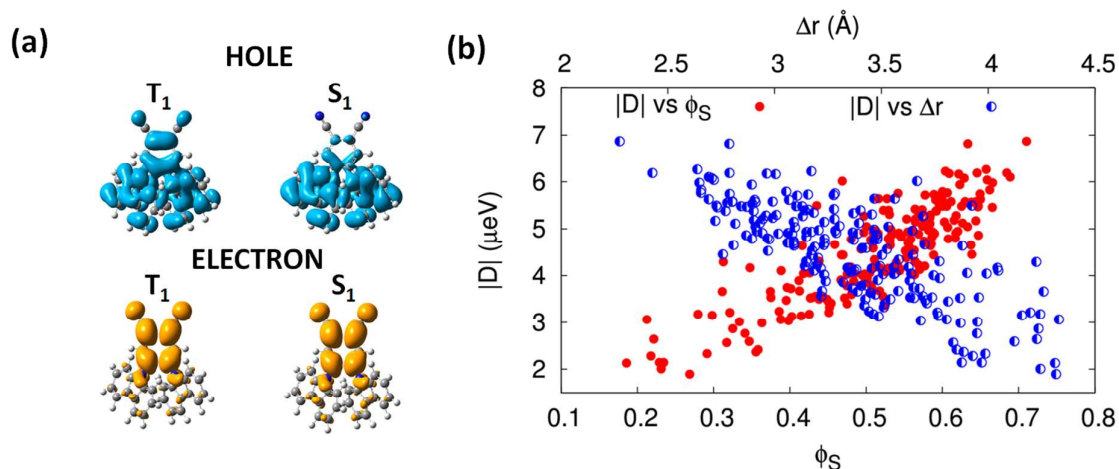 (a)
HOLE
T₁ S₁
ELECTRON
T₁ S₁
(b)
Δr (Å)
2 2.5 3 3.5 4 4.5
|D| vs ϕS |D| vs Δr
|D| (μeV)
8
7
6
5
4
3
2
0.1 0.2 0.3 0.4 0.5 0.6 0.7 0.8
ϕS